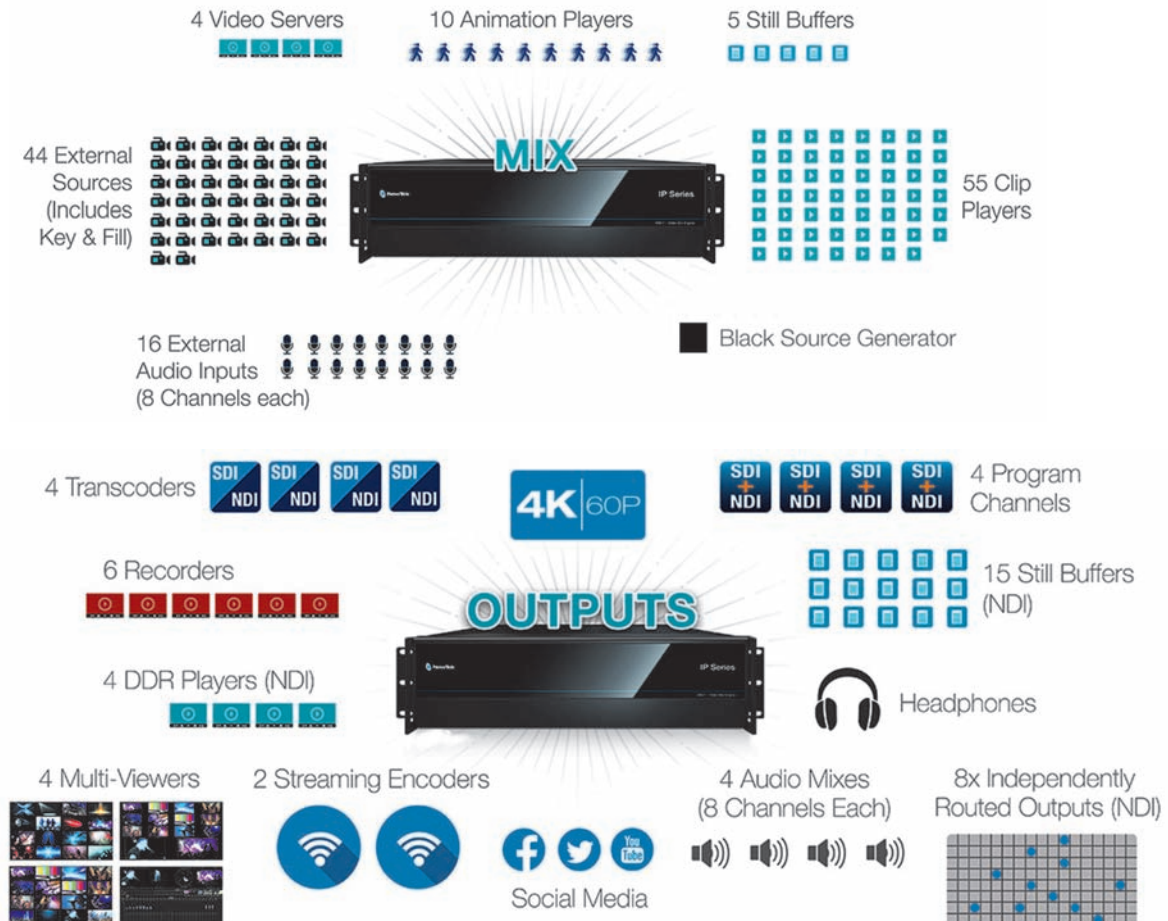 4 Video Servers
10 Animation Players
5 Still Buffers
MIX
44 External
Sources
(Includes
Key & Fill)
NewTek
IP Series
55 Clip
Players
16 External
Audio Inputs
(8 Channels each)
Black Source Generator
4 Transcoders
SDI
NDI
SDI
NDI
SDI
NDI
SDI
NDI
4K 60P
SDI
+
NDI
SDI
+
NDI
SDI
+
NDI
SDI
+
NDI
4 Program
Channels
6 Recorders
15 Still Buffers
(NDI)
OUTPUTS
NewTek
IP Series
4 DDR Players (NDI)
Headphones
4 Multi-Viewers
2 Streaming Encoders
You
Tube
Social Media
4 Audio Mixes
(8 Channels Each)
8x Independently
Routed Outputs (NDI)